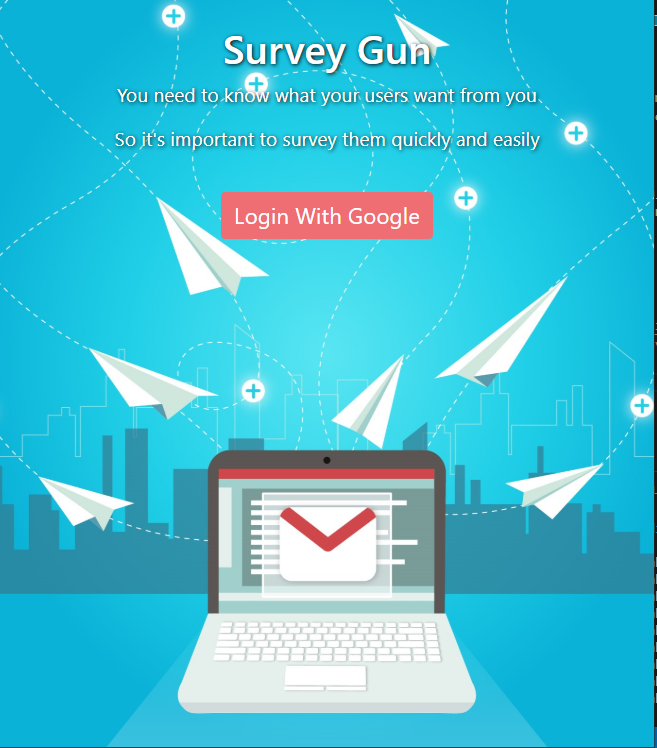 Survey Gun
You need to know what your users want from you
So it's important to survey them quickly and easily
Login With Google